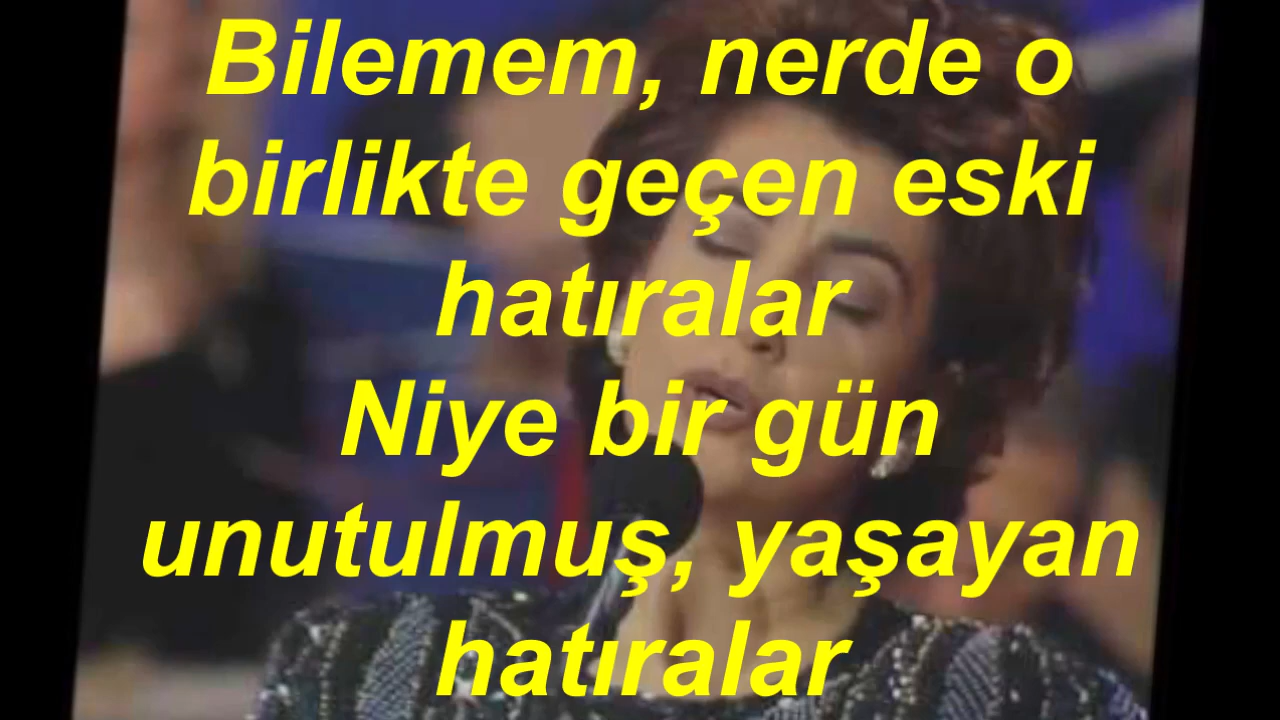 Bilemem, nerde o
birlikte geçen eski
hatıralar
Niye bir gün
unutulmuş, yaşayan
hatıralar